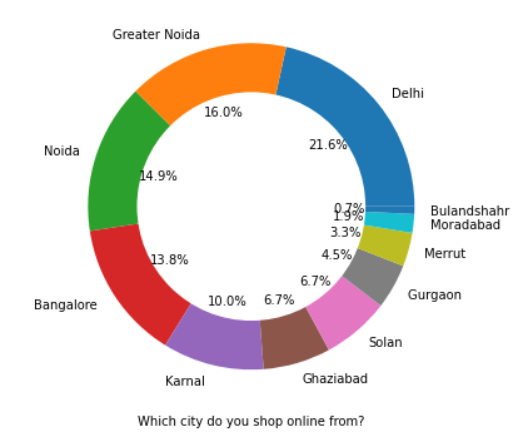 Greater Noida
Delhi
16.0%
21.6%
Noida
14.9%
0.7%
Bulandshahr
1.9%
Moradabad
3.3%
Merrut
4.5%
13.8%
6.7%
Gurgaon
Bangalore
10.0%
6.7%
Solan
Karnal
Ghaziabad
Which city do you shop online from?